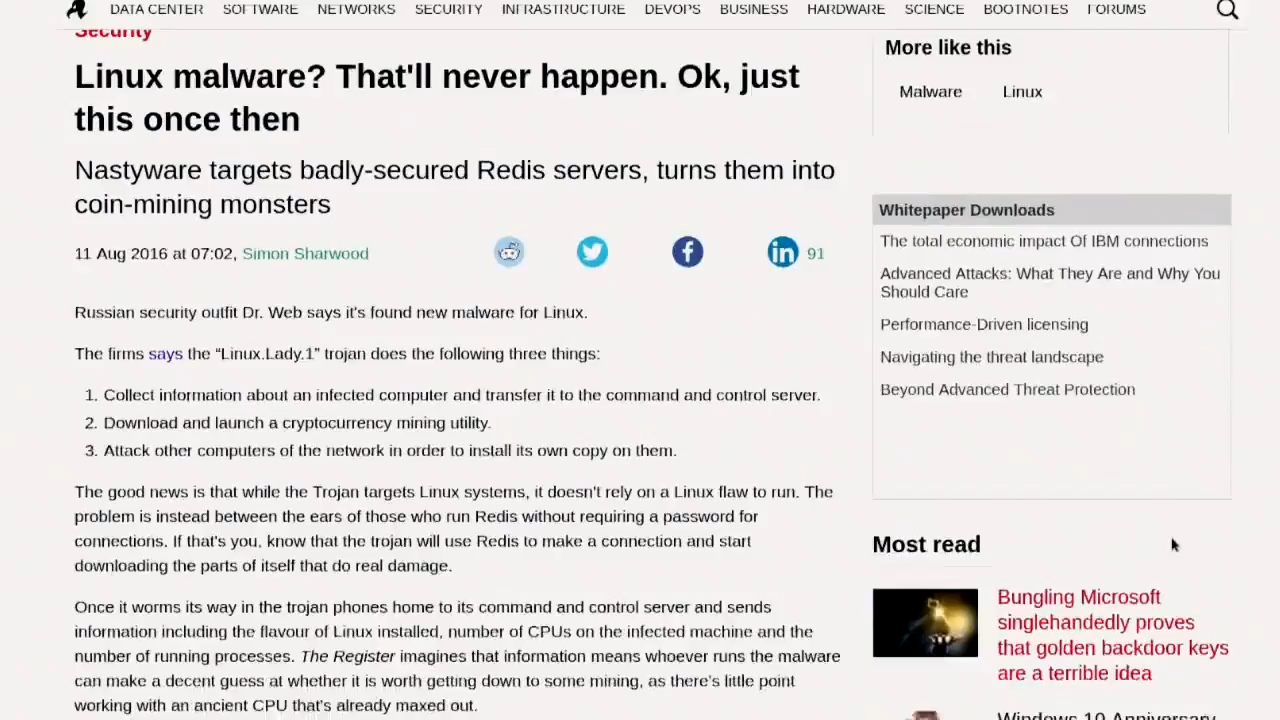 DATA CENTER SOFTWARE NETWORKS SECURITY INFRASTRUCTURE DEVOPS BUSINESS HARDWARE SCIENCE BOOTNOTES FORUMS
Security
Linux malware? That'll never happen. Ok, just
this once then
Nastyware targets badly-secured Redis servers, turns them into
coin-mining monsters
11 Aug 2016 at 07:02, Simon Sharwood
91
Russian security outfit Dr. Web says it's found new malware for Linux.
The firms says the “Linux.Lady.1” trojan does the following three things:
1. Collect information about an infected computer and transfer it to the command and control server.
2. Download and launch a cryptocurrency mining utility.
3. Attack other computers of the network in order to install its own copy on them.
The good news is that while the Trojan targets Linux systems, it doesn't rely on a Linux flaw to run. The
problem is instead between the ears of those who run Redis without requiring a password for
connections. If that's you, know that the trojan will use Redis to make a connection and start
downloading the parts of itself that do real damage.
Once it worms its way in the trojan phones home to its command and control server and sends
information including the flavour of Linux installed, number of CPUs on the infected machine and the
number of running processes. The Register imagines that information means whoever runs the malware
can make a decent guess at whether it is worth getting down to some mining, as there's little point
working with an ancient CPU that's already maxed out.
More like this
Malware Linux
Whitepaper Downloads
The total economic impact Of IBM connections
Advanced Attacks: What They Are and Why You
Should Care
Performance-Driven licensing
Navigating the threat landscape
Beyond Advanced Threat Protection
Most read
Bungling Microsoft
singlehandedly proves
that golden backdoor keys
are a terrible idea
Windows 10 Anniversary